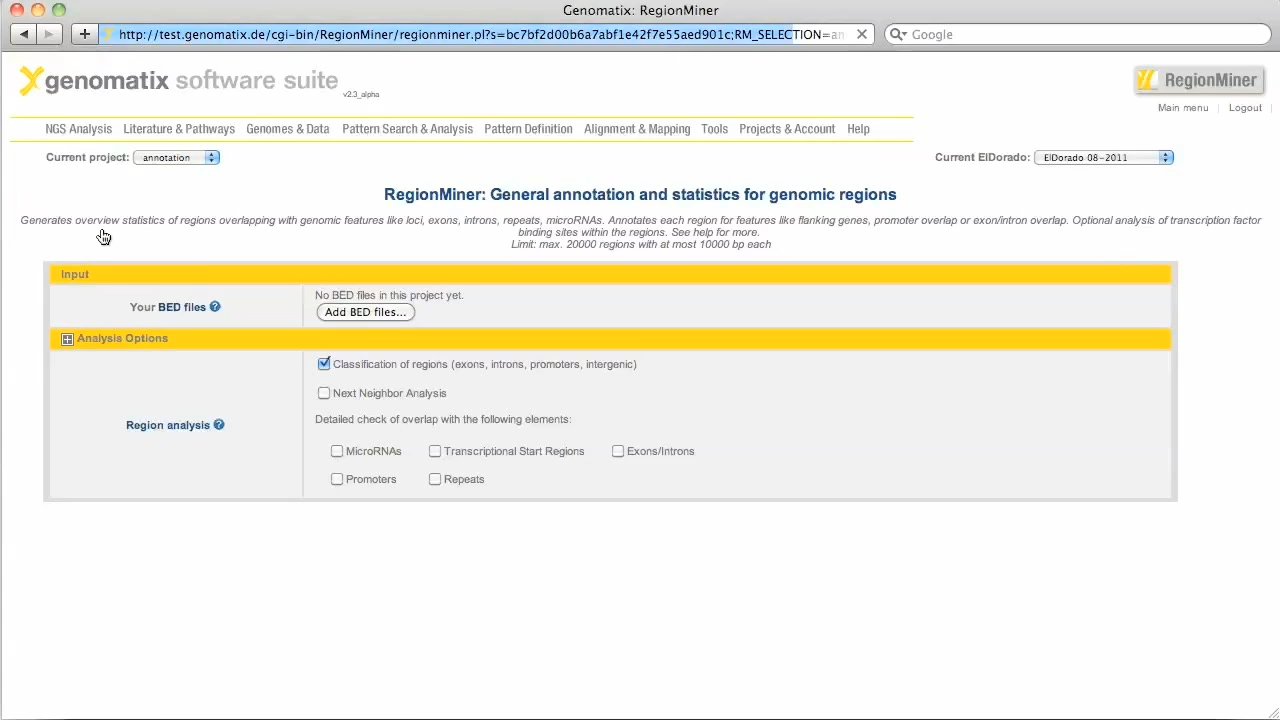 Genomatix: RegionMiner
http://test.genomatix.de/cgi-bin/RegionMiner/regionminer.pl?s=bc7bf2d00b6a7abf1e42f7e55aed901c;RM_SELECTION=an
Google
genomatix software suite v2.3_alpha
RegionMiner
Main menu | Logout |
NGS Analysis Literature & Pathways Genomes & Data Pattern Search & Analysis Pattern Definition Alignment & Mapping Tools Projects & Account Help
Current project: annotation Current ElDorado: ElDorado 08-2011
RegionMiner: General annotation and statistics for genomic regions
Generates overview statistics of regions overlapping with genomic features like loci, exons, introns, repeats, microRNAs. Annotates each region for features like flanking genes, promoter overlap or exon/intron overlap. Optional analysis of transcription factor
binding sites within the regions. See help for more.
Limit: max. 20000 regions with at most 10000 bp each
Input
Your BED files ?
No BED files in this project yet.
Add BED files...
Analysis Options
Region analysis ?
Classification of regions (exons, introns, promoters, intergenic)
Next Neighbor Analysis
Detailed check of overlap with the following elements:
MicroRNAs Transcriptional Start Regions Exons/Introns
Promoters Repeats